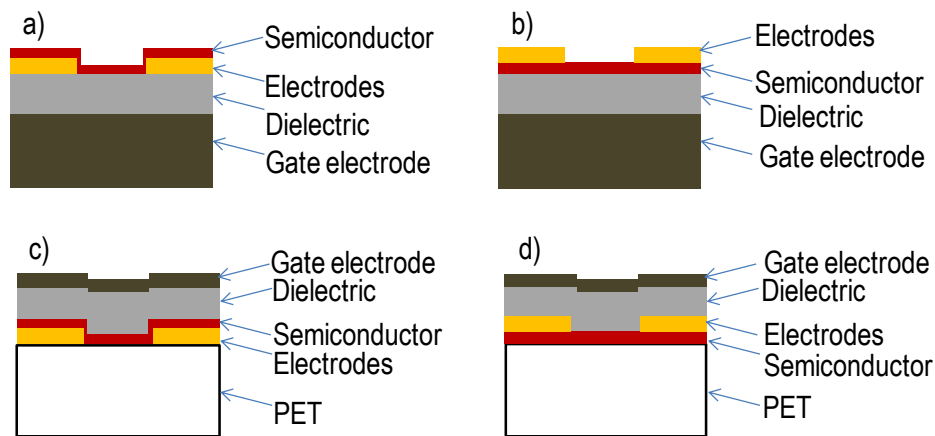 a)
Semiconductor
Electrodes
Dielectric
Gate electrode
b)
Electrodes
Semiconductor
Dielectric
Gate electrode
c)
Gate electrode
Dielectric
Semiconductor
Electrodes
PET
d)
Gate electrode
Dielectric
Electrodes
Semiconductor
PET